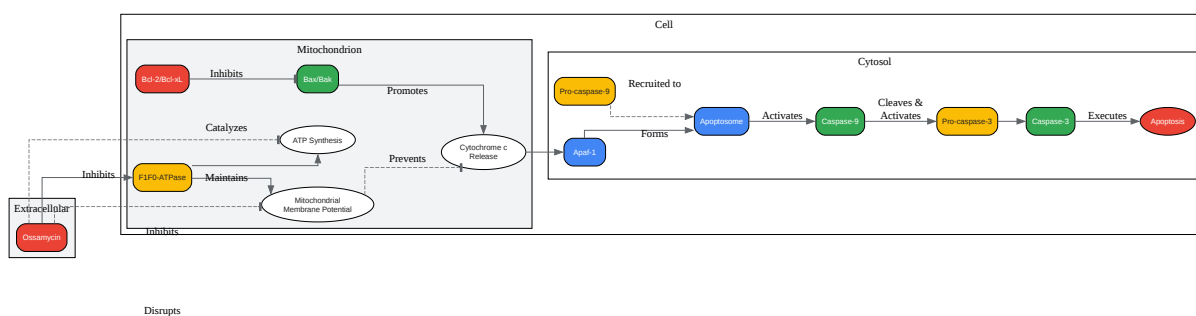 Cell
Mitochondrion
Cytosol
Bcl-2/Bcl-xL
Inhibits
Bax/Bak
Promotes
Pro-caspase-9
Recruited to
Catalyzes
ATP Synthesis
Cytochrome c
Release
Apaf-1
Forms
Apoptosome
Activates
Caspase-9
Cleaves &
Activates
Pro-caspase-3
Caspase-3
Executes
Apoptosis
Prevents
Inhibits
F1F0-ATPase
Maintains
Mitochondrial
Membrane Potential
Extracellular
Ossamycin
Inhibits
Disrupts